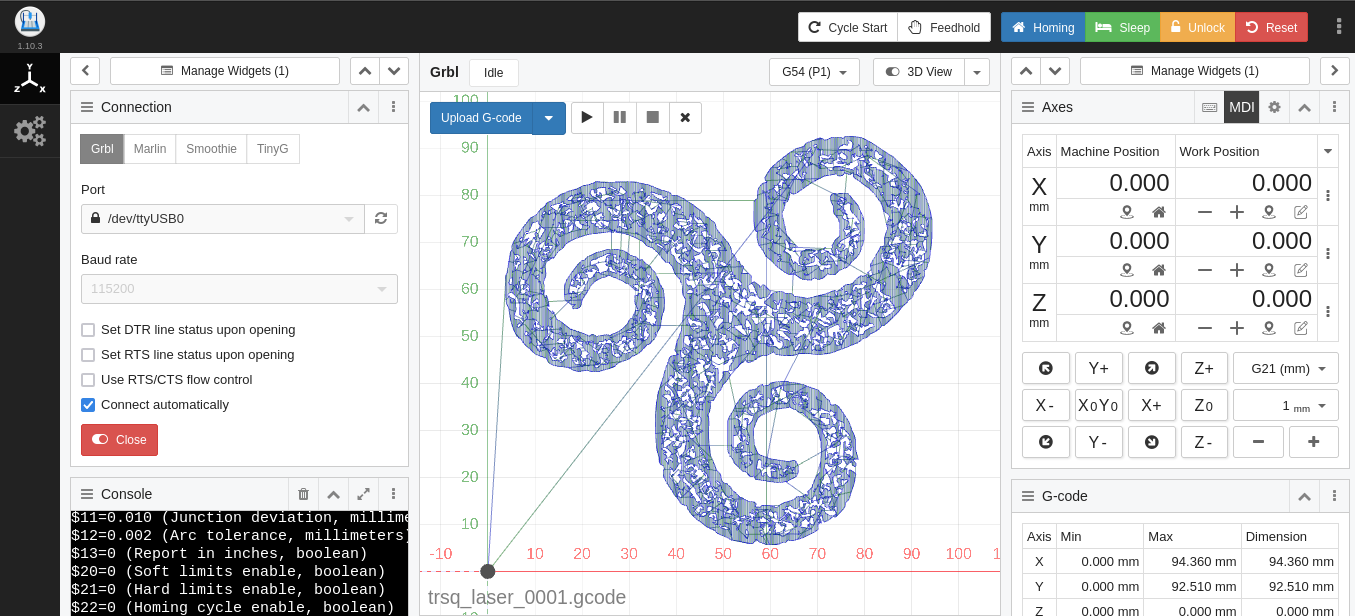 1.10.3
Cycle Start
Feedhold
Homing
Sleep
Unlock
Reset
Y
Z X
Manage Widgets (1)
Connection
Grbl Marlin Smoothie TinyG
Port
/dev/ttyUSB0
Baud rate
115200
Set DTR line status upon opening
Set RTS line status upon opening
Use RTS/CTS flow control
Connect automatically
Close
Console
$11=0.010 (Junction deviation, millime
$12=0.002 (Arc tolerance, millimeters)
$13=0 (Report in inches, boolean)
$20=0 (Soft limits enable, boolean)
$21=0 (Hard limits enable, boolean)
$22=0 (Homing cycle enable, boolean)
Grbl Idle G54 (P1) 3D View
Upload G-code
100
90
80
70
60
50
40
30
20
10
-10 10 20 30 40 50 60 70 80 90 100 1
trsq_laser_0001.gcode
10
Manage Widgets (1)
Axes MDI
Axis Machine Position Work Position
X 0.000 0.000
mm
Y 0.000 0.000
mm
Z 0.000 0.000
mm
Y+ Z+ G21 (mm)
X- X0Y0 X+ Z0 1 mm
Y- Z-
G-code
Axis Min Max Dimension
X 0.000 mm 94.360 mm 94.360 mm
Y 0.000 mm 92.510 mm 92.510 mm
Z 0.000 mm 0.000 mm 0.000 mm